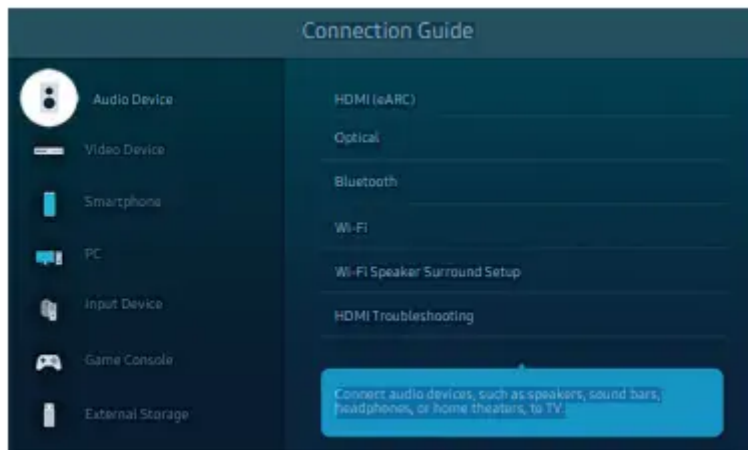 Connection Guide
Audio Device
Video Device
Smartphone
PC
Input Device
Game Console
External Storage
HDMI (eARC)
Optical
Bluetooth
Wi-Fi
Wi-Fi Speaker Surround Setup
HDMI Troubleshooting
Connect audio devices, such as speakers, sound bars,
headphones, or home theaters, to TV.